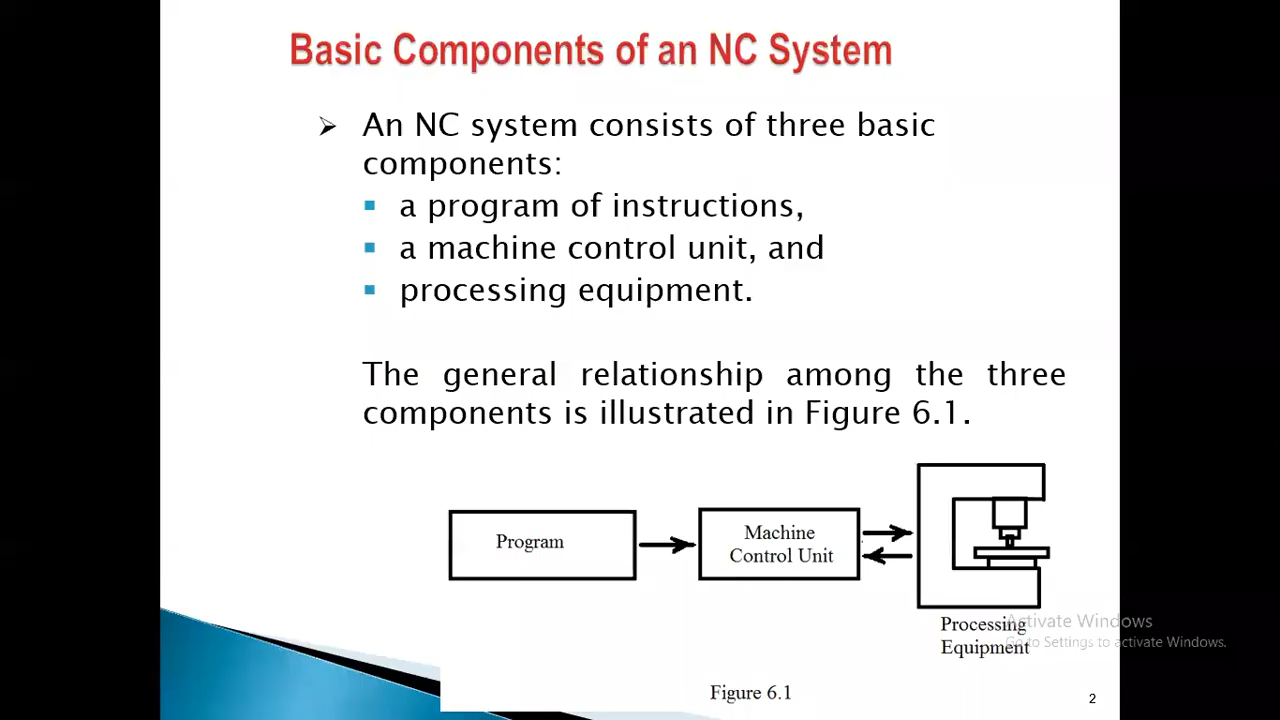 Basic Components of an NC System
➢ An NC system consists of three basic
components:
▪ a program of instructions,
▪ a machine control unit, and
▪ processing equipment.
The general relationship among the three
components is illustrated in Figure 6.1.
Program
Machine
Control Unit
Processing
Equipment
Activate Windows
Go to Settings to activate Windows.
Figure 6.1
2